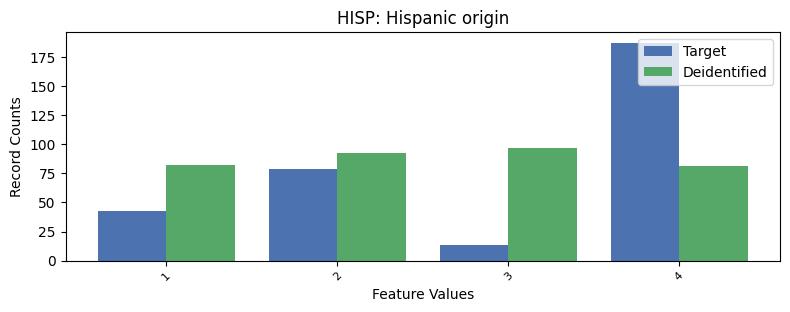 HISP: Hispanic origin
Target
Deidentified
Record Counts
175
150
125
100
75
50
25
0
1
2
3
4
Feature Values